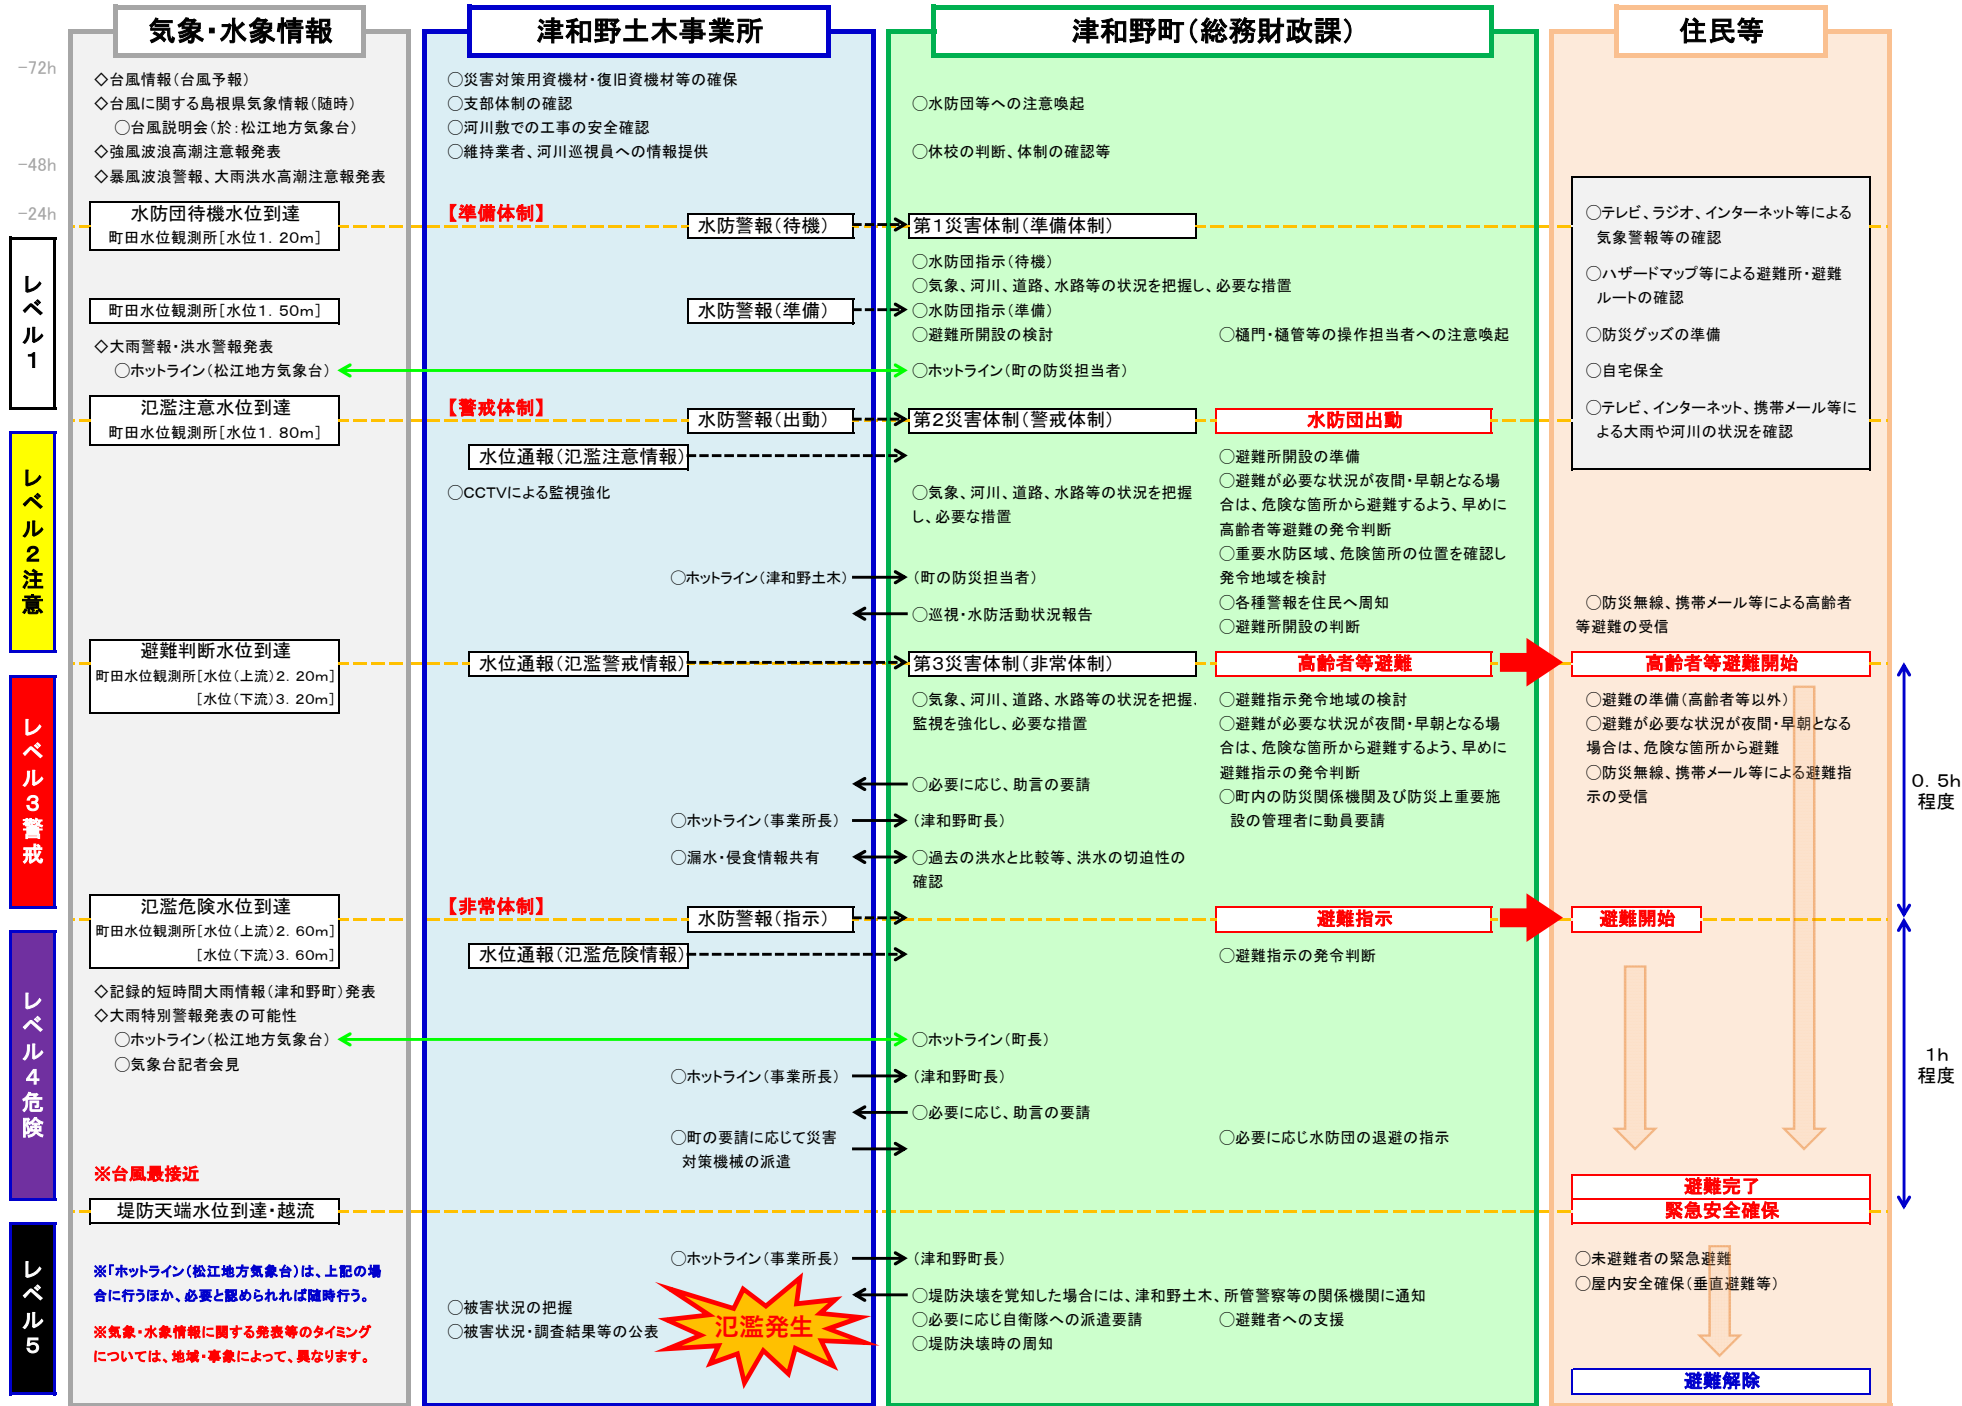 気象・水象情報
津和野土木事業所
津和野町(総務財政課)
住民等
-72h
-48h
-24h
レベル1
レベル2注意
レベル3警戒
レベル4危険
レベル5
◇台風情報(台風予報)
◇台風に関する島根県気象情報(随時)
○台風説明会(於:松江地方気象台)
◇強風波浪高潮注意報発表
◇暴風波浪警報、大雨洪水高潮注意報発表
水防団待機水位到達
町田水位観測所[水位1.20m]
町田水位観測所[水位1.50m]
◇大雨警報・洪水警報発表
○ホットライン(松江地方気象台)
氾濫注意水位到達
町田水位観測所[水位1.80m]
避難判断水位到達
町田水位観測所[水位(上流)2.20m]
[水位(下流)3.20m]
氾濫危険水位到達
町田水位観測所[水位(上流)2.60m]
[水位(下流)3.60m]
◇記録的短時間大雨情報(津和野町)発表
◇大雨特別警報発表の可能性
○ホットライン(松江地方気象台)
○気象台記者会見
※台風最接近
堤防天端水位到達・越流
※「ホットライン(松江地方気象台)は、上記の場
合に行うほか、必要と認められれば随時行う。
※気象・水象情報に関する発表等のタイミング
については、地域・事象によって、異なります。
○災害対策用資機材・復旧資機材等の確保
○支部体制の確認
○河川敷での工事の安全確認
○維持業者、河川巡視員への情報提供
【準備体制】
水防警報(待機)
水防警報(準備)
【警戒体制】
水防警報(出動)
水位通報(氾濫注意情報)
○CCTVによる監視強化
○ホットライン(津和野土木)
水位通報(氾濫警戒情報)
○ホットライン(事業所長)
○漏水・侵食情報共有
【非常体制】
水防警報(指示)
水位通報(氾濫危険情報)
○ホットライン(事業所長)
○町の要請に応じて災害
対策機械の派遣
○ホットライン(事業所長)
○被害状況の把握
○被害状況・調査結果等の公表
氾濫発生
○水防団等への注意喚起
○休校の判断、体制の確認等
第1災害体制(準備体制)
○水防団指示(待機)
○気象、河川、道路、水路等の状況を把握し、必要な措置
○水防団指示(準備)
○避難所開設の検討
○樋門・樋管等の操作担当者への注意喚起
○ホットライン(町の防災担当者)
第2災害体制(警戒体制)
水防団出動
○気象、河川、道路、水路等の状況を把握
し、必要な措置
(町の防災担当者)
○巡視・水防活動状況報告
○避難所開設の準備
○避難が必要な状況が夜間・早朝となる場
合は、危険な箇所から避難するよう、早めに
高齢者等避難の発令判断
○重要水防区域、危険箇所の位置を確認し
発令地域を検討
○各種警報を住民へ周知
○避難所開設の判断
第3災害体制(非常体制)
高齢者等避難
○気象、河川、道路、水路等の状況を把握.
監視を強化し、必要な措置
○必要に応じ、助言の要請
(津和野町長)
○過去の洪水と比較等、洪水の切迫性の
確認
○避難指示発令地域の検討
○避難が必要な状況が夜間・早朝となる場
合は、危険な箇所から避難するよう、早めに
避難指示の発令判断
○町内の防災関係機関及び防災上重要施
設の管理者に動員要請
避難指示
○避難指示の発令判断
○ホットライン(町長)
(津和野町長)
○必要に応じ、助言の要請
○必要に応じ水防団の退避の指示
(津和野町長)
○堤防決壊を覚知した場合には、津和野土木、所管警察等の関係機関に通知
○必要に応じ自衛隊への派遣要請
○避難者への支援
○堤防決壊時の周知
○テレビ、ラジオ、インターネット等による
気象警報等の確認
○ハザードマップ等による避難所・避難
ルートの確認
○防災グッズの準備
○自宅保全
○テレビ、インターネット、携帯メール等に
よる大雨や河川の状況を確認
○防災無線、携帯メール等による高齢者
等避難の受信
高齢者等避難開始
○避難の準備(高齢者等以外)
○避難が必要な状況が夜間・早朝となる
場合は、危険な箇所から避難
○防災無線、携帯メール等による避難指
示の受信
避難開始
避難完了
緊急安全確保
○未避難者の緊急避難
○屋内安全確保(垂直避難等)
避難解除
0.5h
程度
1h
程度